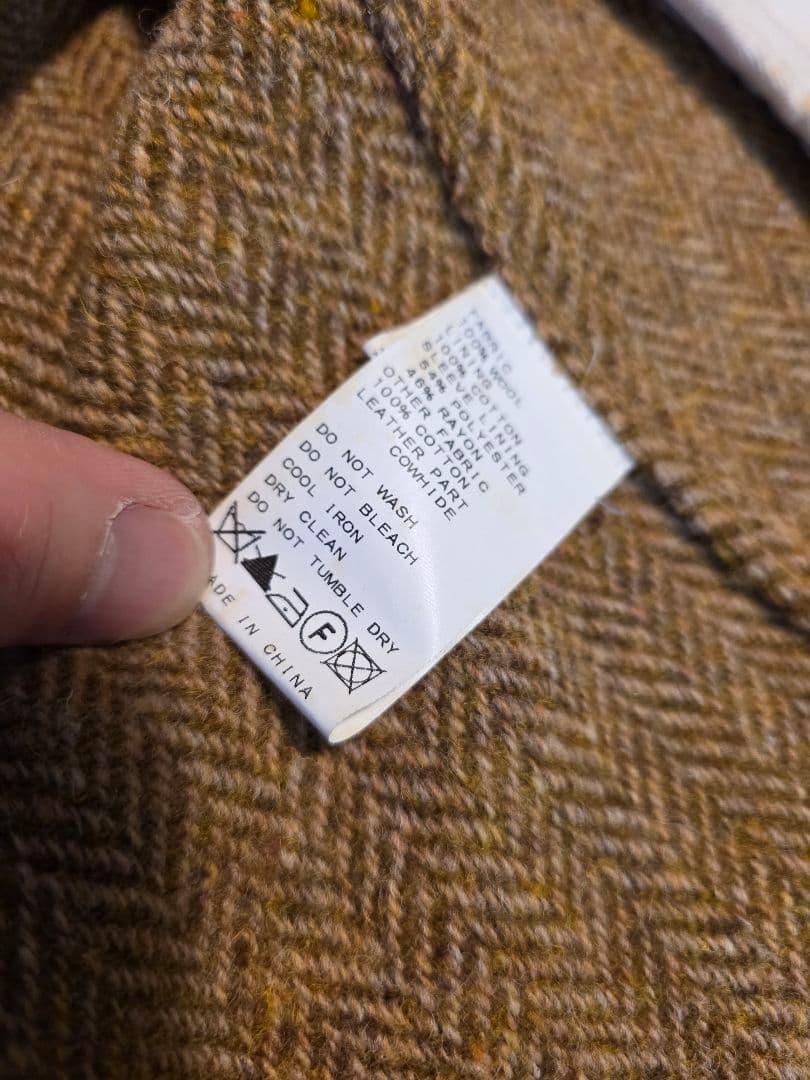 FABRIC
100% WOOL
LINING
100% COTTON
SLEEVE LINING
54% POLYESTER
46% RAYON
OTHER FABRIC
100% COTTON
LEATHER PART
COWHIDE
DO NOT WASH
DO NOT BLEACH
COOL IRON
DRY CLEAN
DO NOT TUMBLE DRY
F
ADE IN CHINA